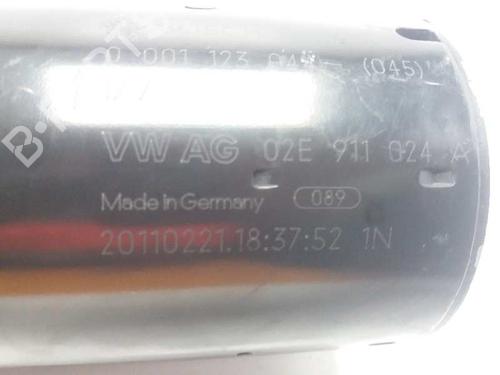 0 001 123 04 (045)
VW AG 02E 911 024 A
Made in Germany 089
20110221.18:37:52 1N